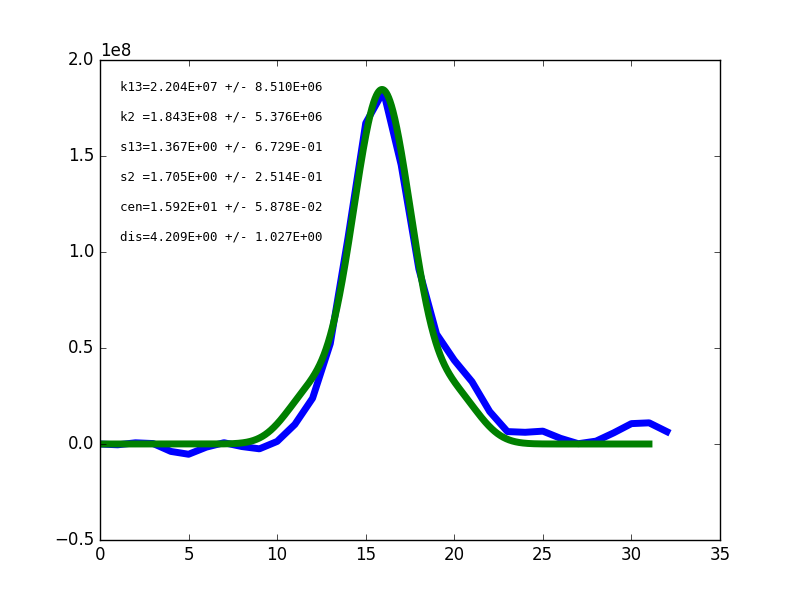 1e8
2.0
1.5
1.0
0.5
0.0
−0.5
k13=2.204E+07 +/- 8.510E+06
k2 =1.843E+08 +/- 5.376E+06
s13=1.367E+00 +/- 6.729E-01
s2 =1.705E+00 +/- 2.514E-01
cen=1.592E+01 +/- 5.878E-02
dis=4.209E+00 +/- 1.027E+00
0 5 10 15 20 25 30 35